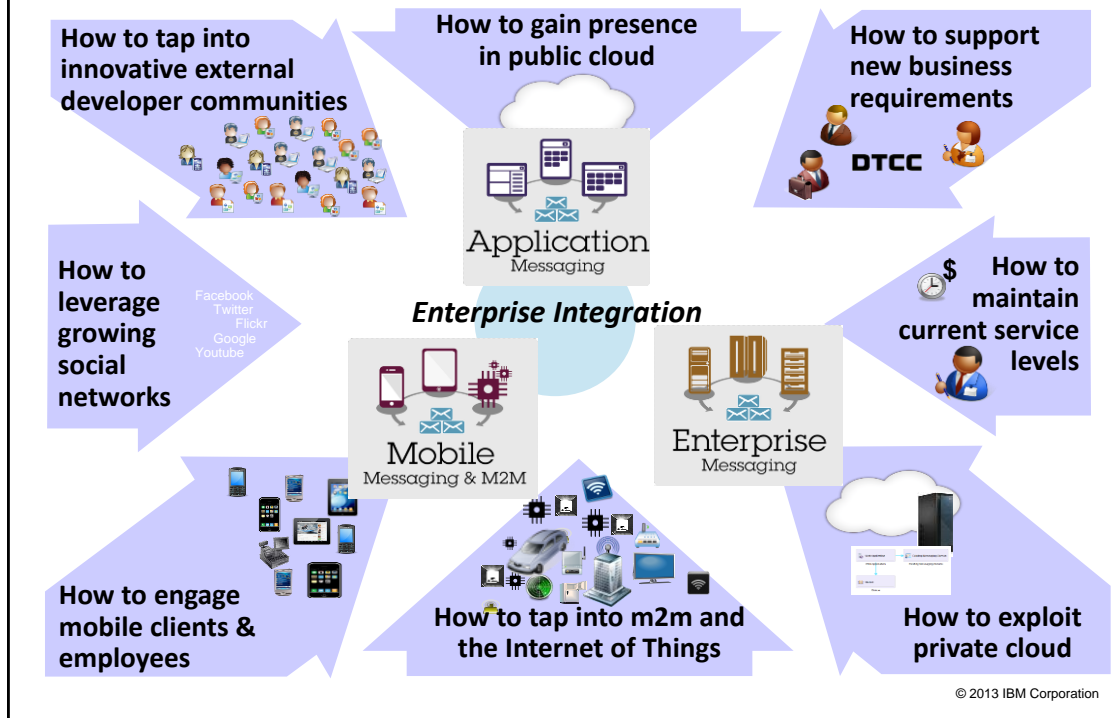 How to tap into
innovative external
developer communities
How to gain presence
in public cloud
How to support
new business
requirements
DTCC
Application
Messaging
How to
leverage
growing
social
networks
Facebook
Twitter
Flickr
Google
Youtube
Enterprise Integration
$
How to
maintain
current service
levels
Mobile
Messaging & M2M
Enterprise
Messaging
How to engage
mobile clients &
employees
How to tap into m2m and
the Internet of Things
How to exploit
private cloud
© 2013 IBM Corporation